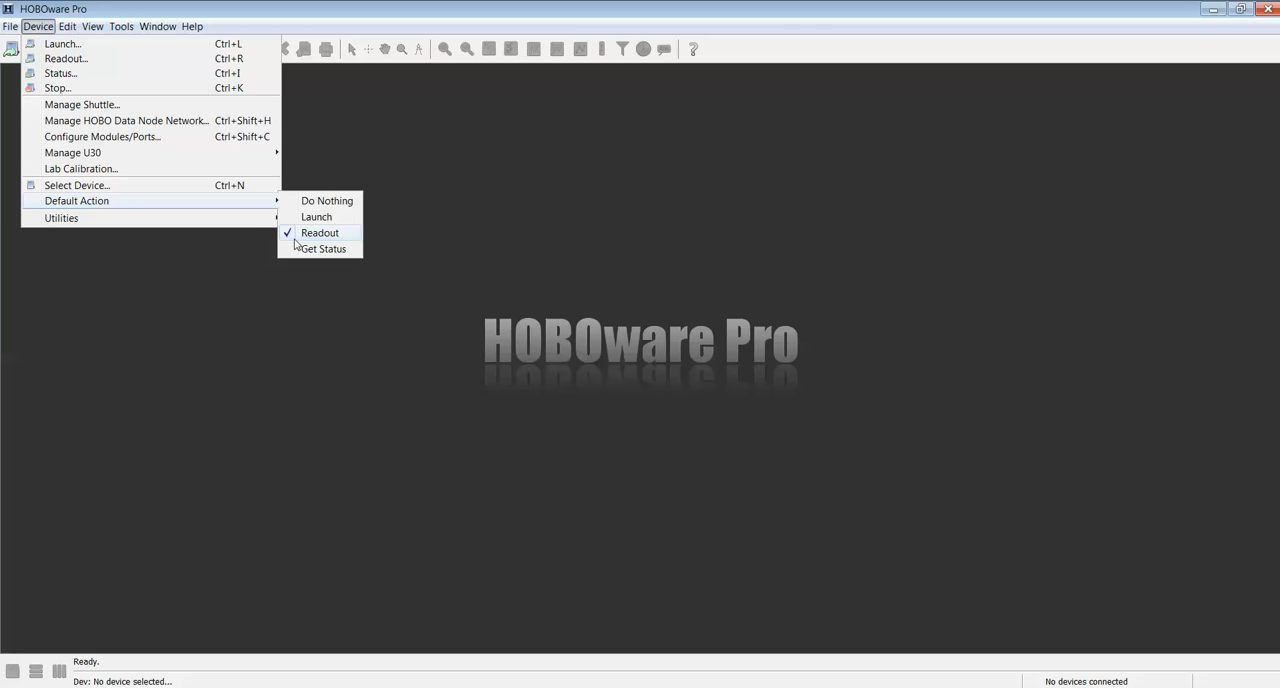 HOBOware Pro
File Device Edit View Tools Window Help
Launch... Ctrl+L
Readout... Ctrl+R
Status... Ctrl+I
Stop... Ctrl+K
Manage Shuttle...
Manage HOBO Data Node Network... Ctrl+Shift+H
Configure Modules/Ports... Ctrl+Shift+C
Manage U30
Lab Calibration...
Select Device... Ctrl+N
Default Action
Utilities
Do Nothing
Launch
Readout
Get Status
HOBOware Pro
Ready.
Dev: No device selected... No devices connected